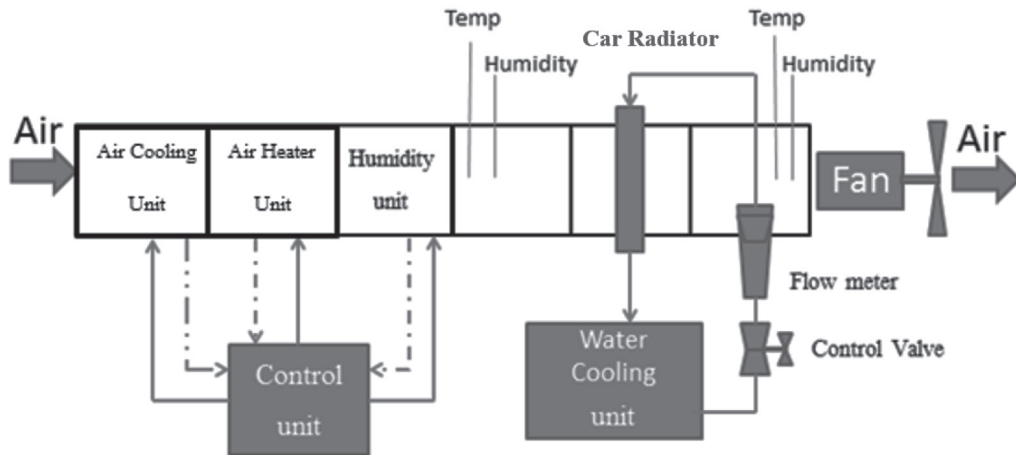 Temp
Humidity
Car Radiator
Temp
Humidity
Air
Air Cooling
Unit
Air Heater
Unit
Humidity
unit
Fan
Air
Flow meter
Control Valve
Water
Cooling
unit
Control
unit